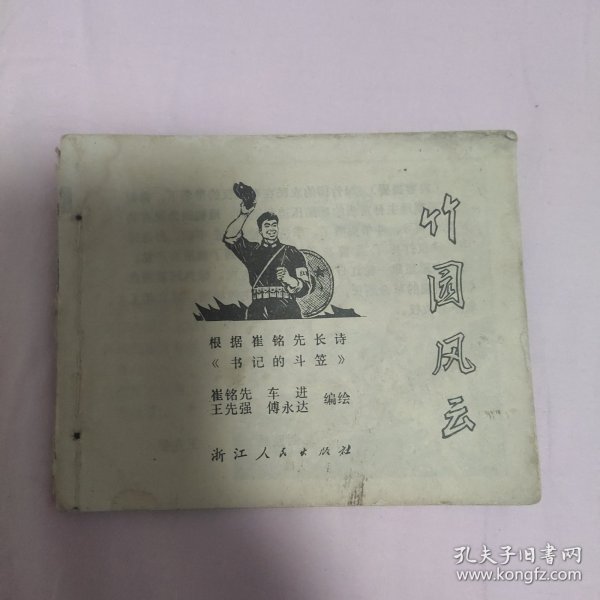 竹园风云
根据崔铭先长诗
《书记的斗笠》
崔铭先 车进
王先强 傅永达 编绘
浙江人民出版社
孔夫子旧书网
www.kongfz.com